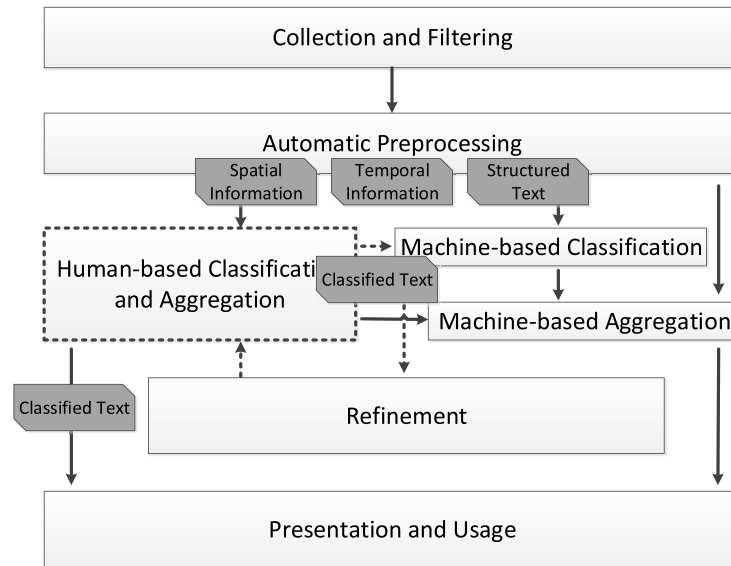 Collection and Filtering
Automatic Preprocessing
Spatial
Information
Temporal
Information
Structured
Text
Human-based Classificati
and Aggregation
Machine-based Classification
Classified Text
Machine-based Aggregation
Classified Text
Refinement
Presentation and Usage